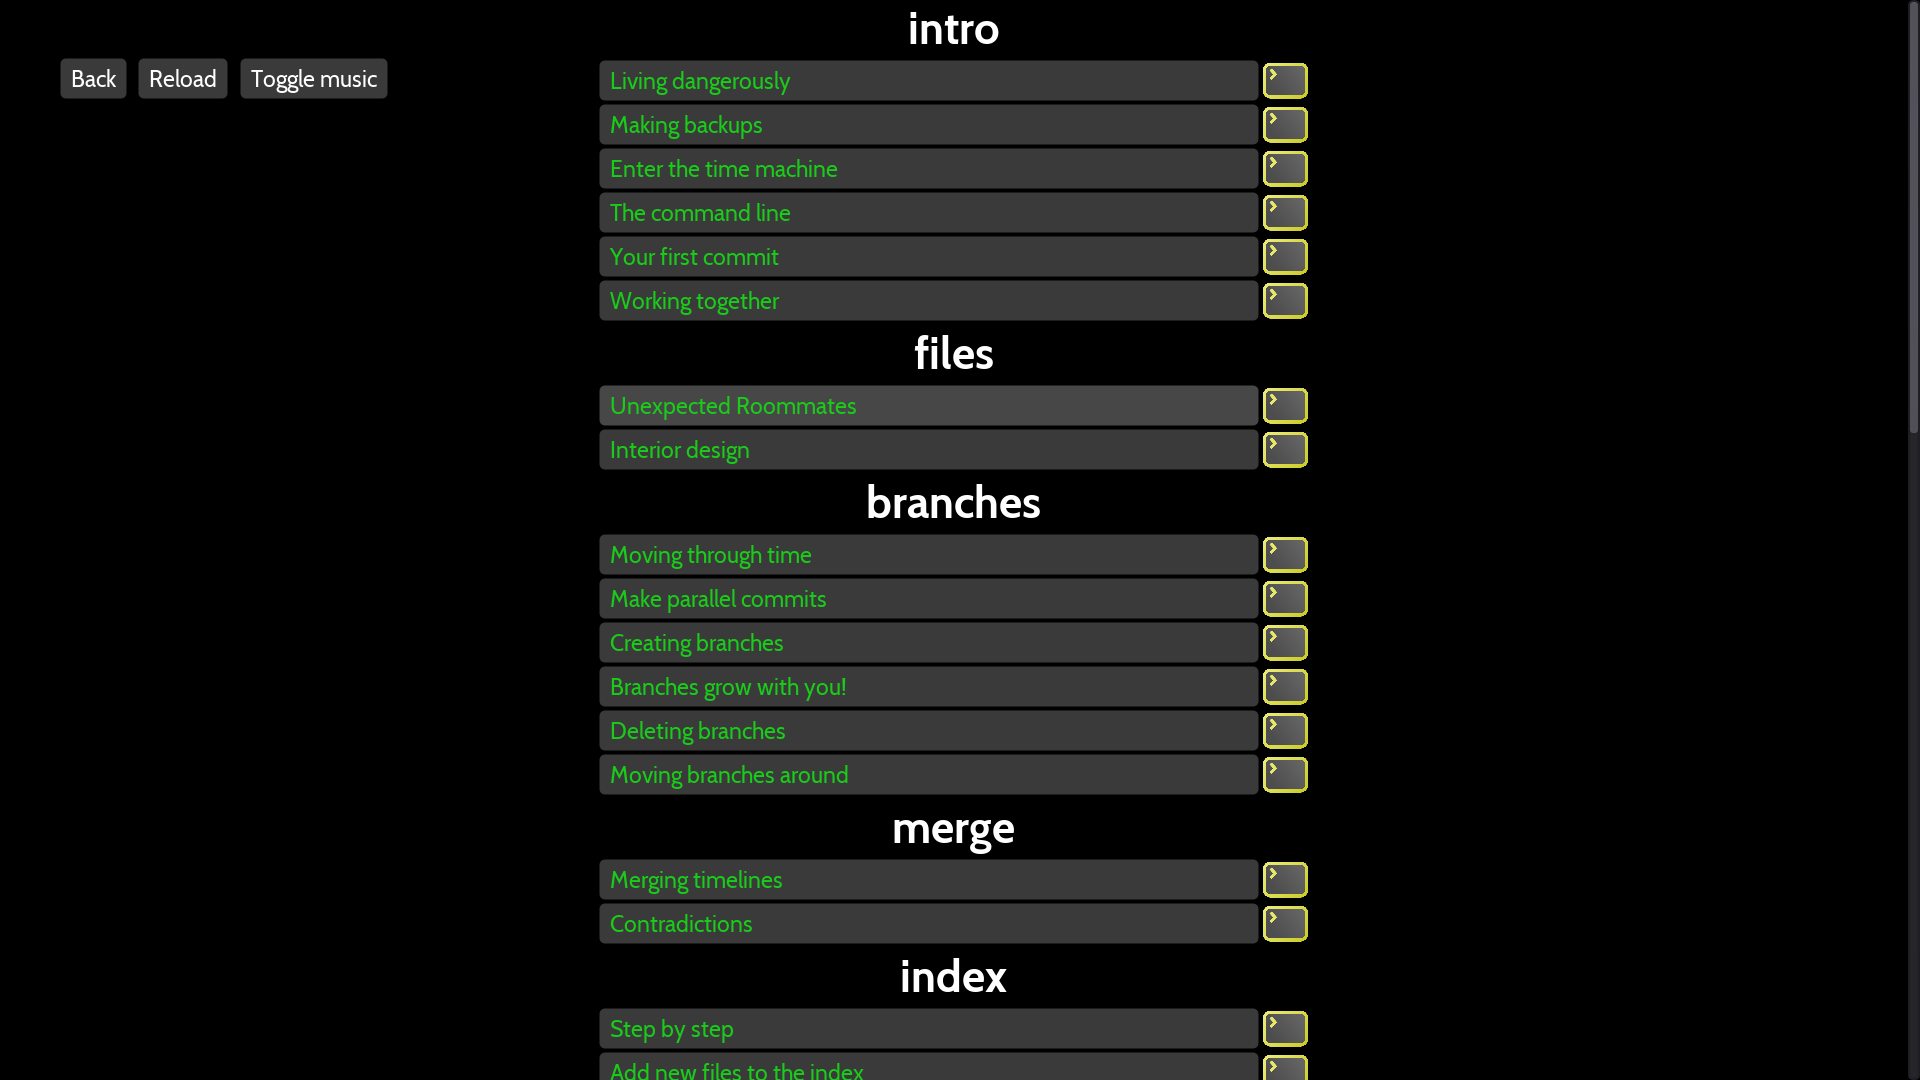 intro
Back
Reload
Toggle music
Living dangerously
Making backups
Enter the time machine
The command line
Your first commit
Working together
files
Unexpected Roommates
Interior design
branches
Moving through time
Make parallel commits
Creating branches
Branches grow with you!
Deleting branches
Moving branches around
merge
Merging timelines
Contradictions
index
Step by step
Add new files to the index